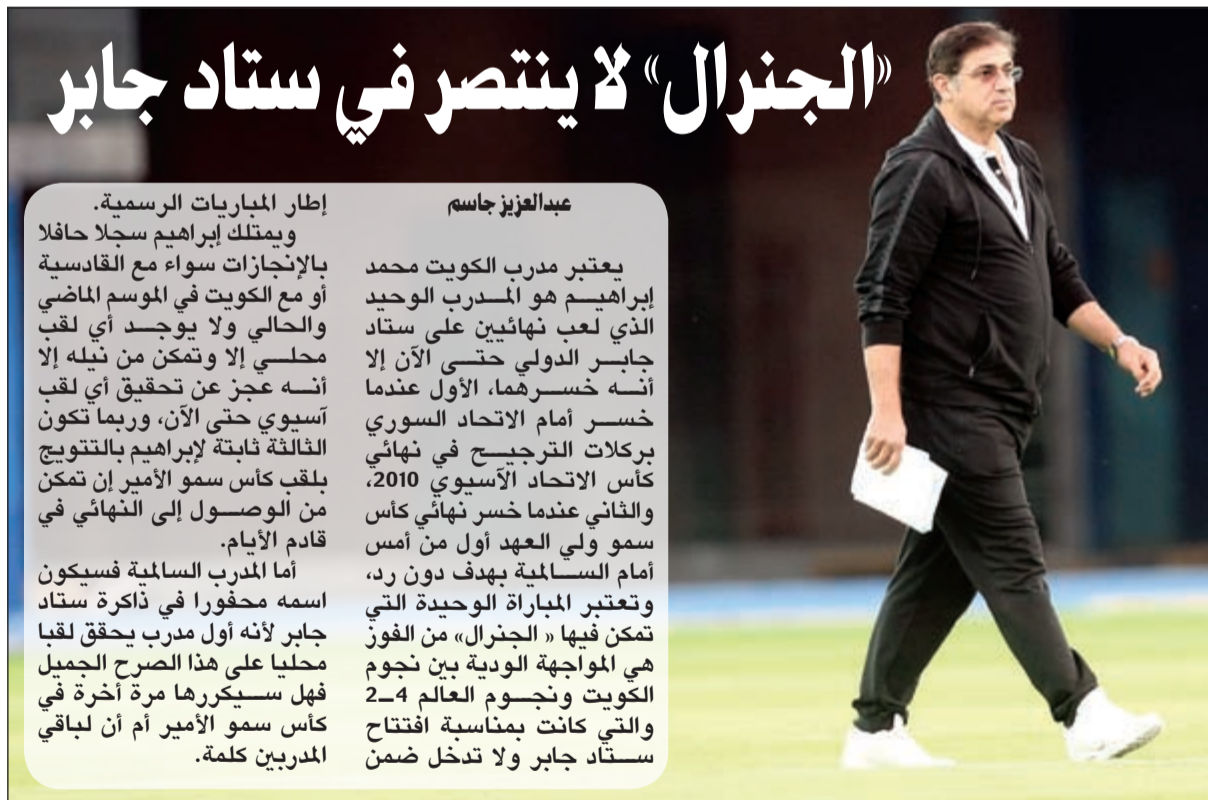 «الجنرال» لا ينتصر في ستاد جابر
عبدالعزيز جاسم
يعتبر مدرب الكويت محمد
إبراهيم هو المدرب الوحيد
الذي لعب نهائيين على ستاد
جابر الدولي حتى الآن إلا
أنه خسرهما، الأول عندما
خسر أمام الاتحاد السوري
بركلات الترجيح في نهائي
كأس الاتحاد الآسيوي 2010،
والثاني عندما خسر نهائي كأس
سمو ولي العهد أول من أمس
أمام السالمية بهدف دون رد،
وتعتبر المباراة الوحيدة التي
تمكن فيها « الجنرال» من الفوز
هي المواجهة الودية بين نجوم
الكويت ونجوم العالم 4-2
والتي كانت بمناسبة افتتاح
ستاد جابر ولا تدخل ضمن
إطار المباريات الرسمية.
ويمتلك إبراهيم سجلا حافلا
بالإنجازات سواء مع القادسية
أو مع الكويت في الموسم الماضي
والحالي ولا يوجد أي لقب
محلي إلا وتمكن من نيله إلا
أنه عجز عن تحقيق أي لقب
آسيوي حتى الآن، وربما تكون
الثالثة ثابتة لإبراهيم بالتتويج
بلقب كأس سمو الأمير إن تمكن
من الوصول إلى النهائي في
قادم الأيام.
أما المدرب السالمية فسيكون
اسمه محفورا في ذاكرة ستاد
جابر لأنه أول مدرب يحقق لقبا
محليا على هذا الصرح الجميل
فهل سيكررها مرة أخرة في
كأس سمو الأمير أم أن لباقي
المدربين كلمة.